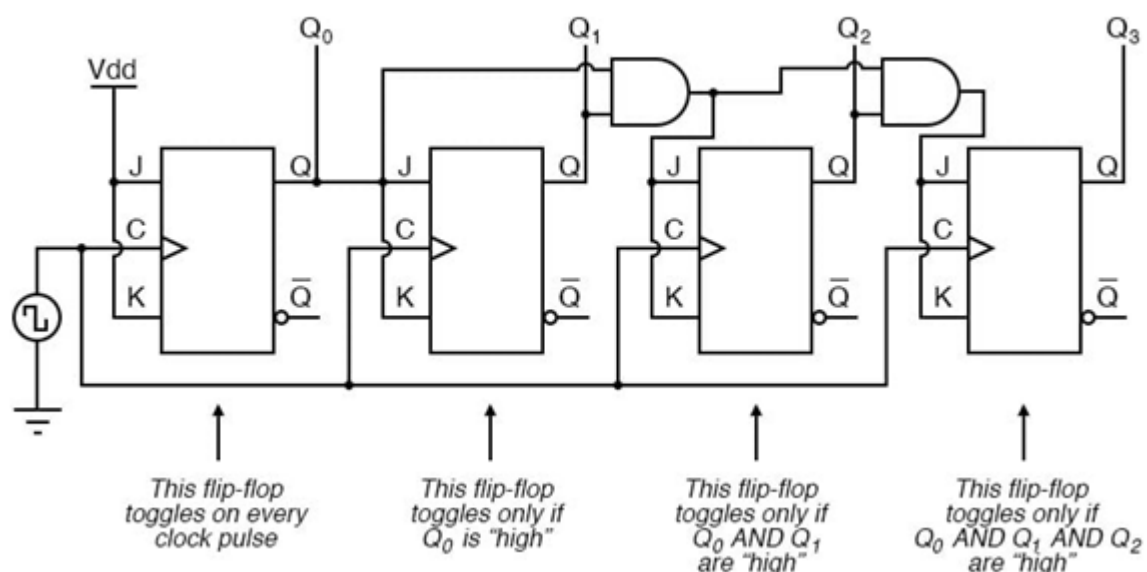 Q0 Q1 Q2 Q3
Vdd
J Q J Q J Q J Q
C C C C
K Q̅ K Q̅ K Q̅ K Q̅
This flip-flop
toggles on every
clock pulse
This flip-flop
toggles only if
Q0 is "high"
This flip-flop
toggles only if
Q0 AND Q1
are "high"
This flip-flop
toggles only if
Q0 AND Q1 AND Q2
are "high"